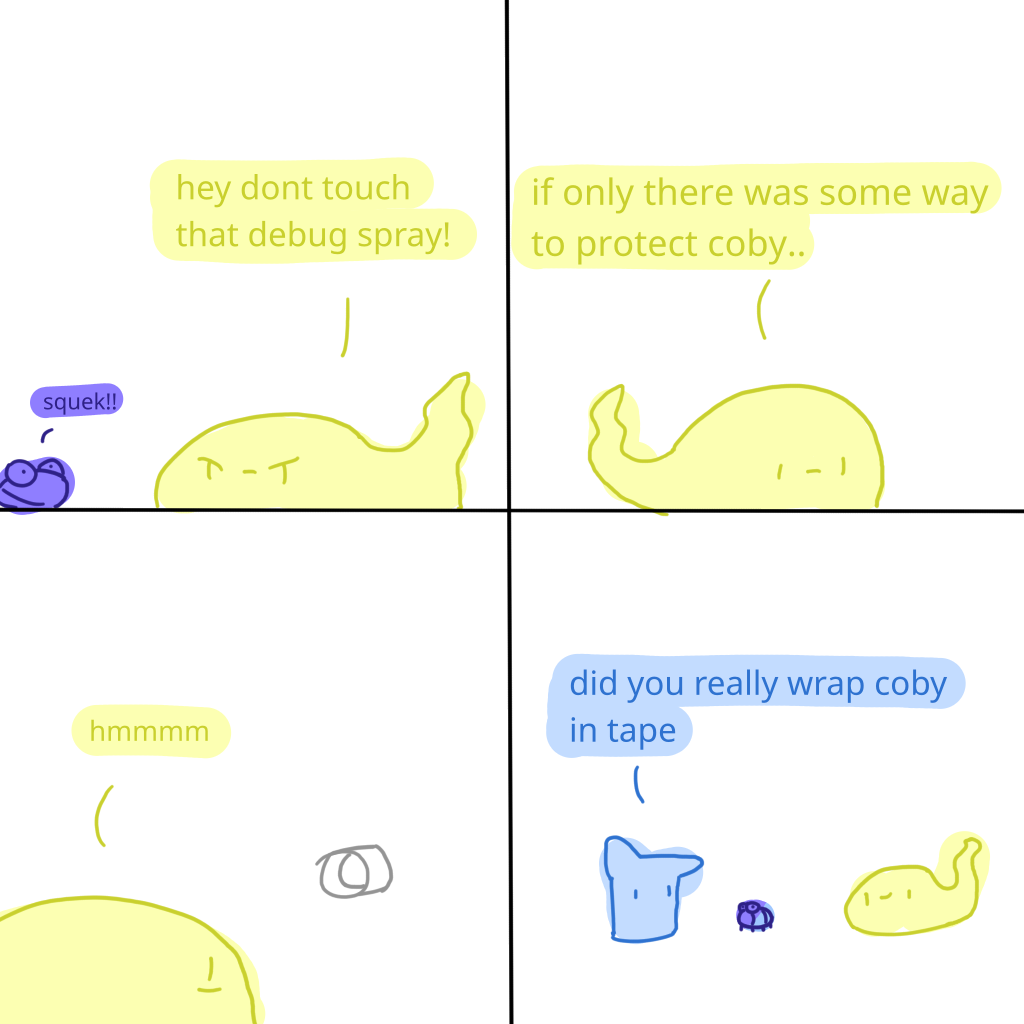 hey dont touch
that debug spray!
squek!!
if only there was some way
to protect coby..
hmmmm
did you really wrap coby
in tape